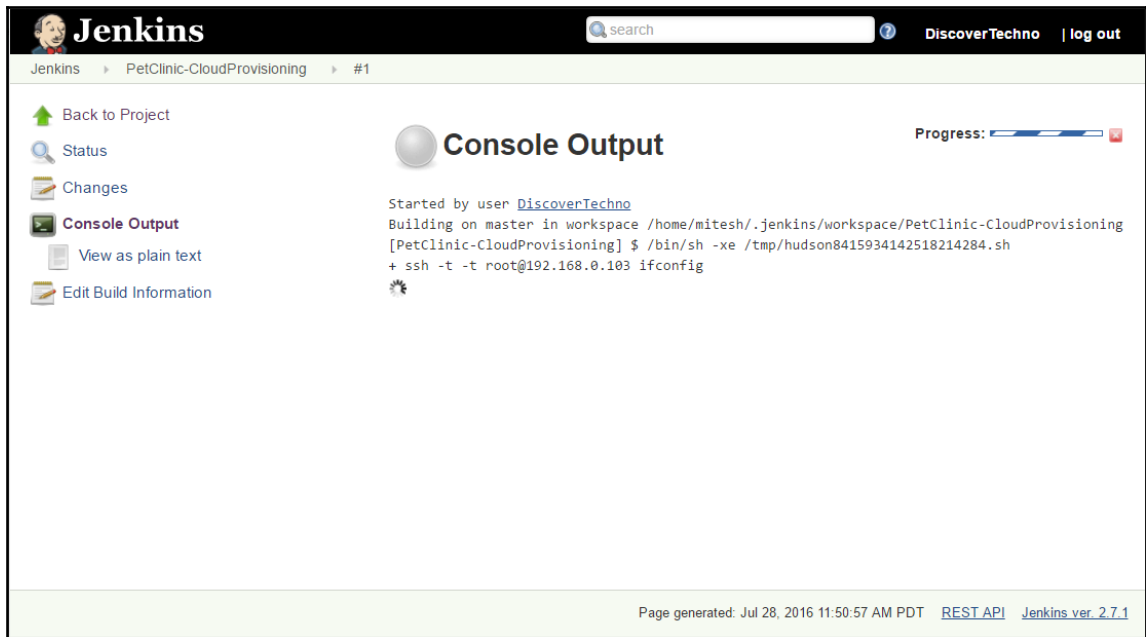 Jenkins
search
DiscoverTechno | log out
Jenkins PetClinic-CloudProvisioning #1
Back to Project
Status
Changes
Console Output
View as plain text
Edit Build Information
Console Output
Progress:
Started by user DiscoverTechno
Building on master in workspace /home/mitesh/.jenkins/workspace/PetClinic-CloudProvisioning
[PetClinic-CloudProvisioning] $ /bin/sh -xe /tmp/hudson8415934142518214284.sh
+ ssh -t -t root@192.168.0.103 ifconfig
Page generated: Jul 28, 2016 11:50:57 AM PDT REST API Jenkins ver. 2.7.1